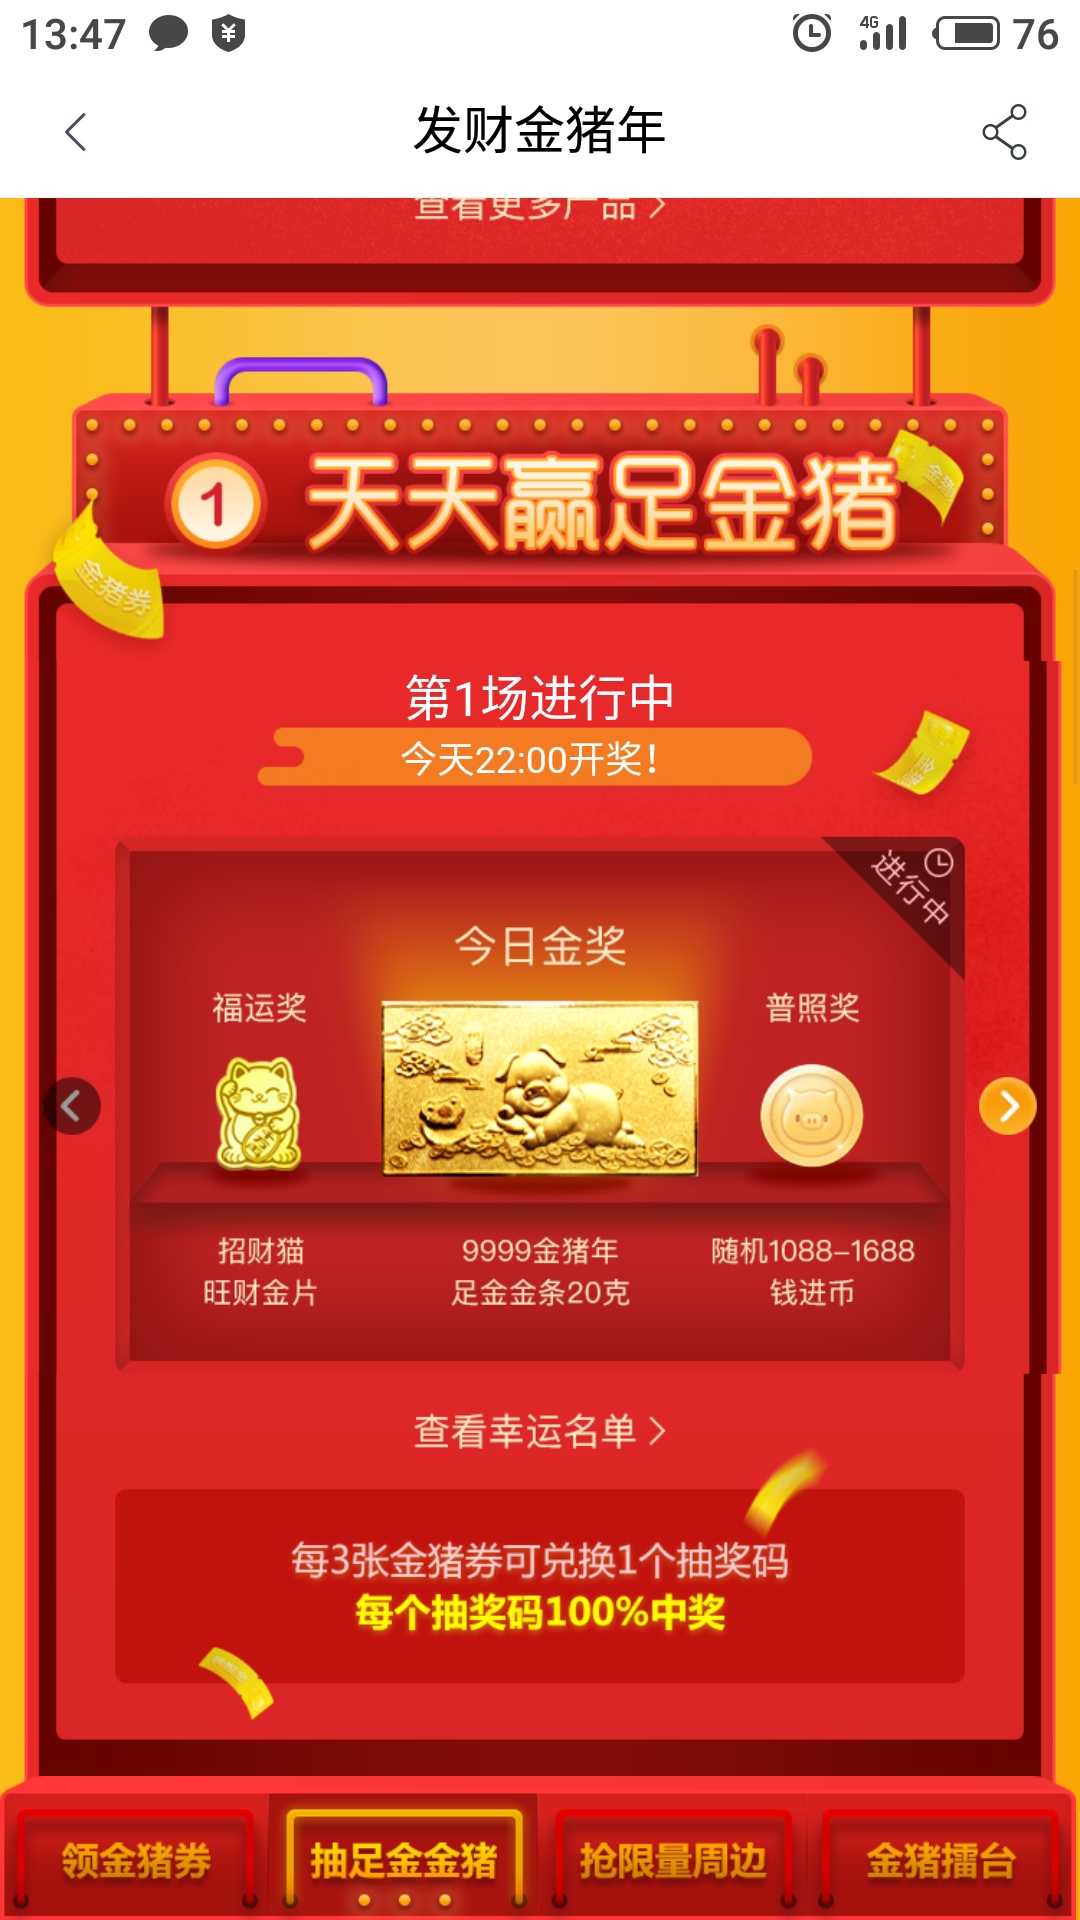 13:47
4G
76
发财金猪年
查看更多产品
1 天天赢足金猪
金猪券
第1场进行中
今天22:00开奖!
进行中
今日金奖
福运奖
普照奖
招财猫
旺财金片
9999金猪年
足金金条20克
随机1088-1688
钱进币
查看幸运名单
每3张金猪券可兑换1个抽奖码
每个抽奖码100%中奖
领金猪券
抽足金金猪
抢限量周边
金猪擂台